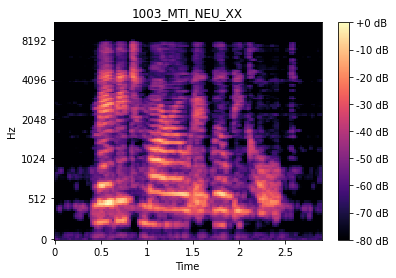 1003_MTI_NEU_XX
+0 dB
8192
-10 dB
4096
-20 dB
-30 dB
2048
-40 dB
Hz
1024
-50 dB
-60 dB
512
-70 dB
0
-80 dB
0 0.5 1 1.5 2 2.5
Time